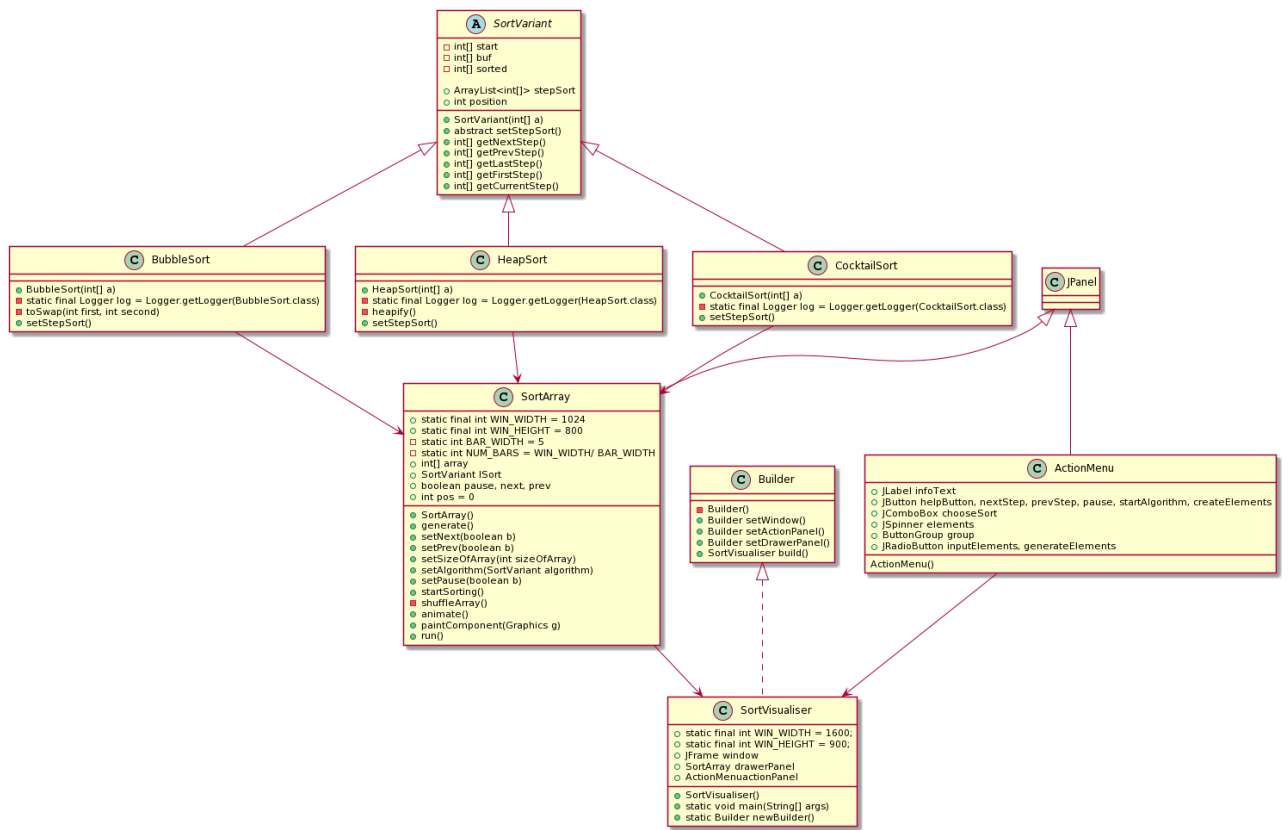 A SortVariant
int[] start
int[] buf
int[] sorted
ArrayList<int[]> stepSort
int position
SortVariant(int[] a)
abstract setStepSort()
int[] getNextStep()
int[] getPrevStep()
int[] getLastStep()
int[] getFirstStep()
int[] getCurrentStep()
C BubbleSort
BubbleSort(int[] a)
static final Logger log = Logger.getLogger(BubbleSort.class)
toSwap(int first, int second)
setStepSort()
C HeapSort
HeapSort(int[] a)
static final Logger log = Logger.getLogger(HeapSort.class)
heapify()
setStepSort()
C CocktailSort
CocktailSort(int[] a)
static final Logger log = Logger.getLogger(CocktailSort.class)
setStepSort()
C JPanel
C SortArray
static final int WIN_WIDTH = 1024
static final int WIN_HEIGHT = 800
static int BAR_WIDTH = 5
static int NUM_BARS = WIN_WIDTH/ BAR_WIDTH
int[] array
SortVariant lSort
boolean pause, next, prev
int pos = 0
SortArray()
generate()
setNext(boolean b)
setPrev(boolean b)
setSizeOfArray(int sizeOfArray)
setAlgorithm(SortVariant algorithm)
setPause(boolean b)
startSorting()
shuffleArray()
animate()
paintComponent(Graphics g)
run()
C Builder
Builder()
Builder setWindow()
Builder setActionPanel()
Builder setDrawerPanel()
SortVisualiser build()
C ActionMenu
JLabel infoText
JButton helpButton, nextStep, prevStep, pause, startAlgorithm, createElements
JComboBox chooseSort
JSpinner elements
ButtonGroup group
JRadioButton inputElements, generateElements
ActionMenu()
C SortVisualiser
static final int WIN_WIDTH = 1600;
static final int WIN_HEIGHT = 900;
JFrame window
SortArray drawerPanel
ActionMenuactionPanel
SortVisualiser()
static void main(String[] args)
static Builder newBuilder()